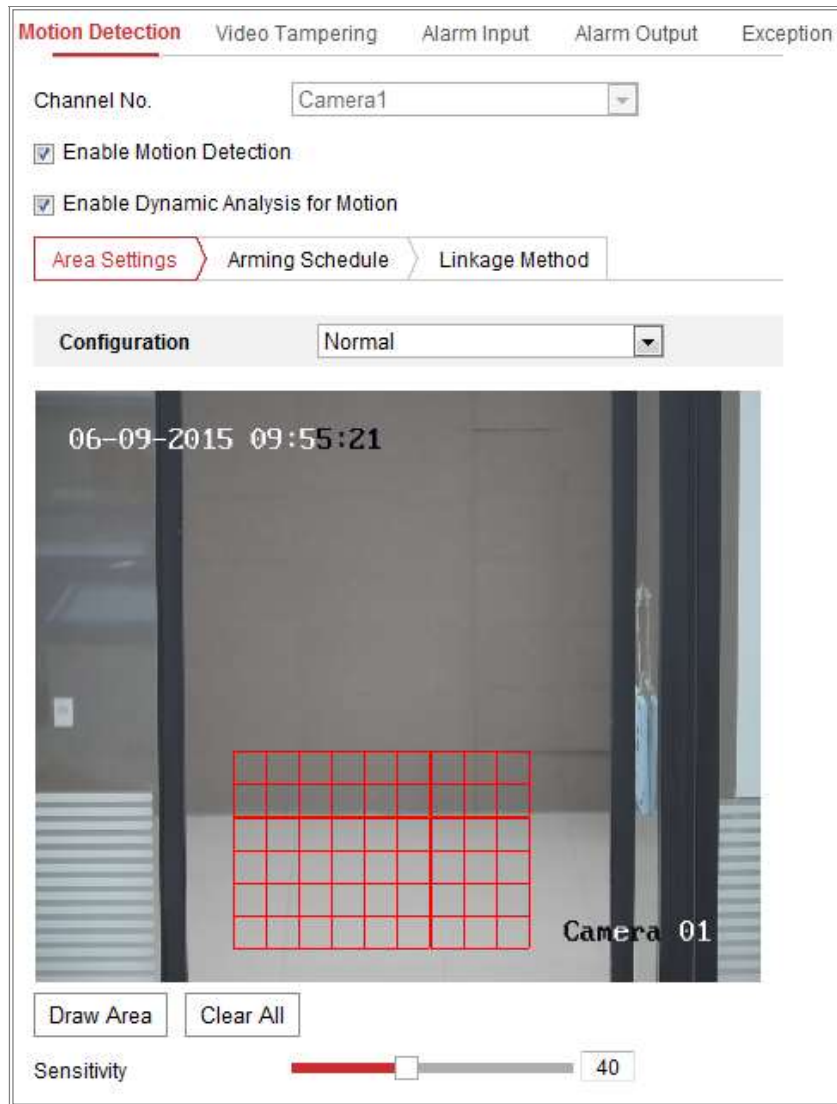 Motion Detection Video Tampering Alarm Input Alarm Output Exception
Channel No. Camera1
Enable Motion Detection
Enable Dynamic Analysis for Motion
Area Settings Arming Schedule Linkage Method
Configuration Normal
06-09-2015 09:55:21
Camera 01
Draw Area Clear All
Sensitivity 40